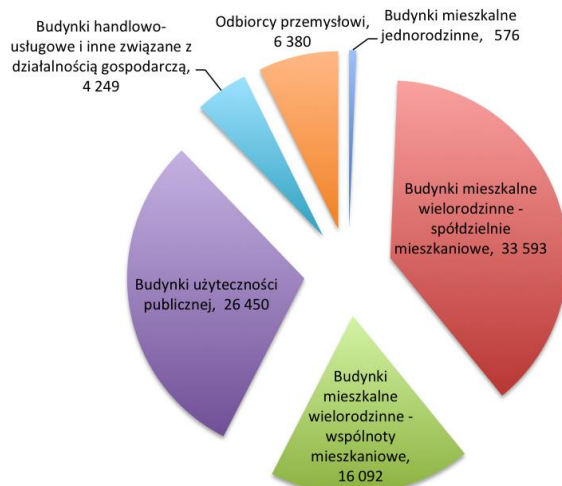 Budynki handlowo-
usługowe i inne związane z
działalnością gospodarczą,
4 249
Odbiorcy przemysłowi,
6 380
Budynki mieszkalne
jednorodzinne, 576
Budynki mieszkalne
wielorodzinne -
spółdzielnie
mieszkaniowe, 33 593
Budynki użyteczności
publicznej, 26 450
Budynki
mieszkalne
wielorodzinne -
wspólnoty
mieszkaniowe,
16 092